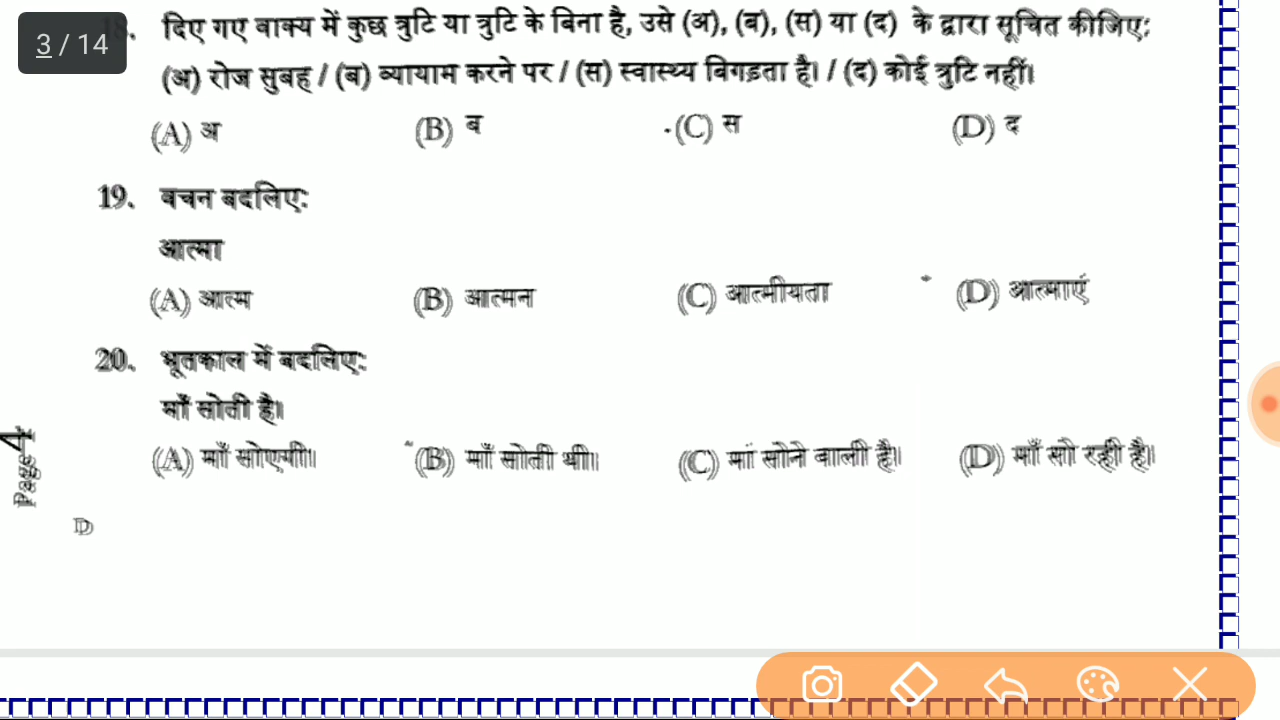 3 / 14
8. दिए गए वाक्य में कुछ त्रुटि या त्रुटि के बिना है, उसे (अ), (ब), (स) या (द) के द्वारा सूचित कीजिए:
(अ) रोज सुबह / (ब) व्यायाम करने पर / (स) स्वास्थ्य बिगड़ता है। / (द) कोई त्रुटि नहीं।
(A) अ (B) ब (C) स (D) द
19. वचन बदलिए:
आत्मा
(A) आत्म (B) आत्मन (C) आत्मीयता (D) आत्माएं
20. भूतकाल में बदलिए:
माँ सोती है।
(A) माँ सोएगी। (B) माँ सोती थी। (C) मां सोने वाली है। (D) माँ सो रही है।
Page 4
D